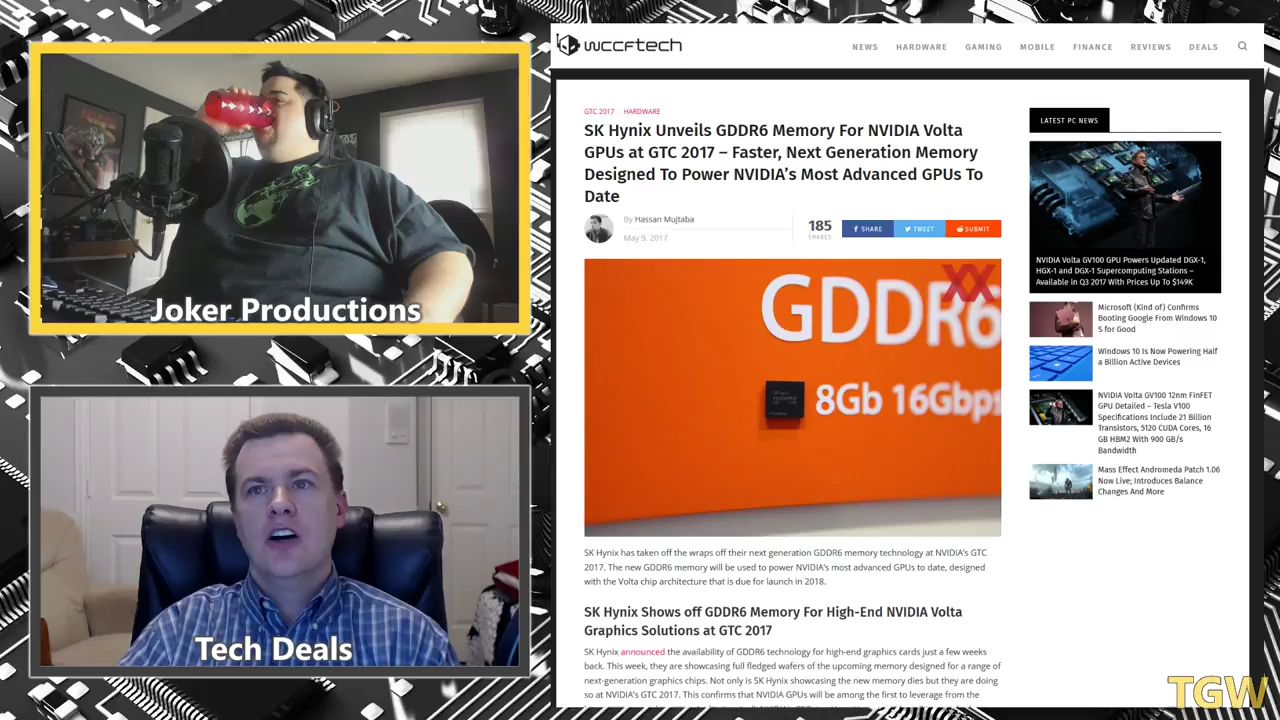 Joker Productions
Tech Deals
wccftech
NEWS HARDWARE GAMING MOBILE FINANCE REVIEWS DEALS
GTC 2017 HARDWARE
SK Hynix Unveils GDDR6 Memory For NVIDIA Volta
GPUs at GTC 2017 – Faster, Next Generation Memory
Designed To Power NVIDIA's Most Advanced GPUs To
Date
By Hassan Mujtaba
May 9, 2017
185
SHARES
SHARE
TWEET
SUBMIT
XX
GDDR6
8Gb 16Gbps
SK Hynix has taken off the wraps off their next generation GDDR6 memory technology at NVIDIA's GTC
2017. The new GDDR6 memory will be used to power NVIDIA's most advanced GPUs to date, designed
with the Volta chip architecture that is due for launch in 2018.
SK Hynix Shows off GDDR6 Memory For High-End NVIDIA Volta
Graphics Solutions at GTC 2017
SK Hynix announced the availability of GDDR6 technology for high-end graphics cards just a few weeks
back. This week, they are showcasing full fledged wafers of the upcoming memory designed for a range of
next-generation graphics chips. Not only is SK Hynix showcasing the new memory dies but they are doing
so at NVIDIA's GTC 2017. This confirms that NVIDIA GPUs will be among the first to leverage from the
LATEST PC NEWS
NVIDIA Volta GV100 GPU Powers Updated DGX-1,
HGX-1 and DGX-1 Supercomputing Stations –
Available in Q3 2017 With Prices Up To $149K
Microsoft (Kind of) Confirms
Booting Google From Windows 10
S for Good
Windows 10 Is Now Powering Half
a Billion Active Devices
NVIDIA Volta GV100 12nm FinFET
GPU Detailed – Tesla V100
Specifications Include 21 Billion
Transistors, 5120 CUDA Cores, 16
GB HBM2 With 900 GB/s
Bandwidth
Mass Effect Andromeda Patch 1.06
Now Live; Introduces Balance
Changes And More
TGW